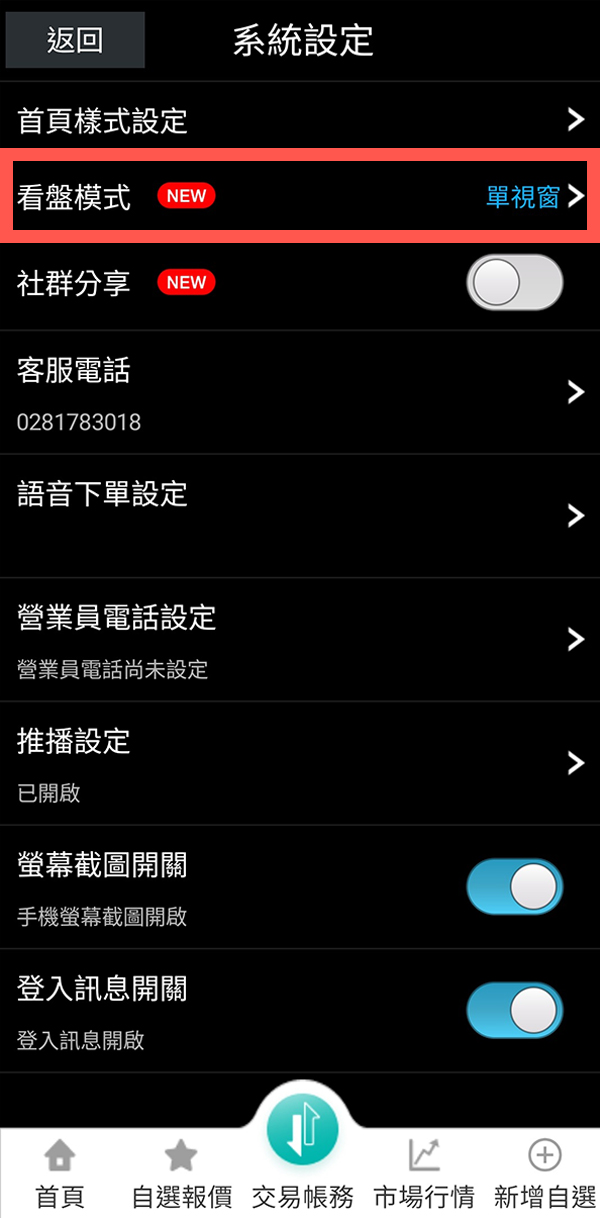 返回
系統設定
首頁樣式設定
看盤模式 NEW 單視窗
社群分享 NEW
客服電話
0281783018
語音下單設定
營業員電話設定
營業員電話尚未設定
推播設定
已開啟
螢幕截圖開關
手機螢幕截圖開啟
登入訊息開關
登入訊息開啟
首頁 自選報價 交易帳務 市場行情 新增自選